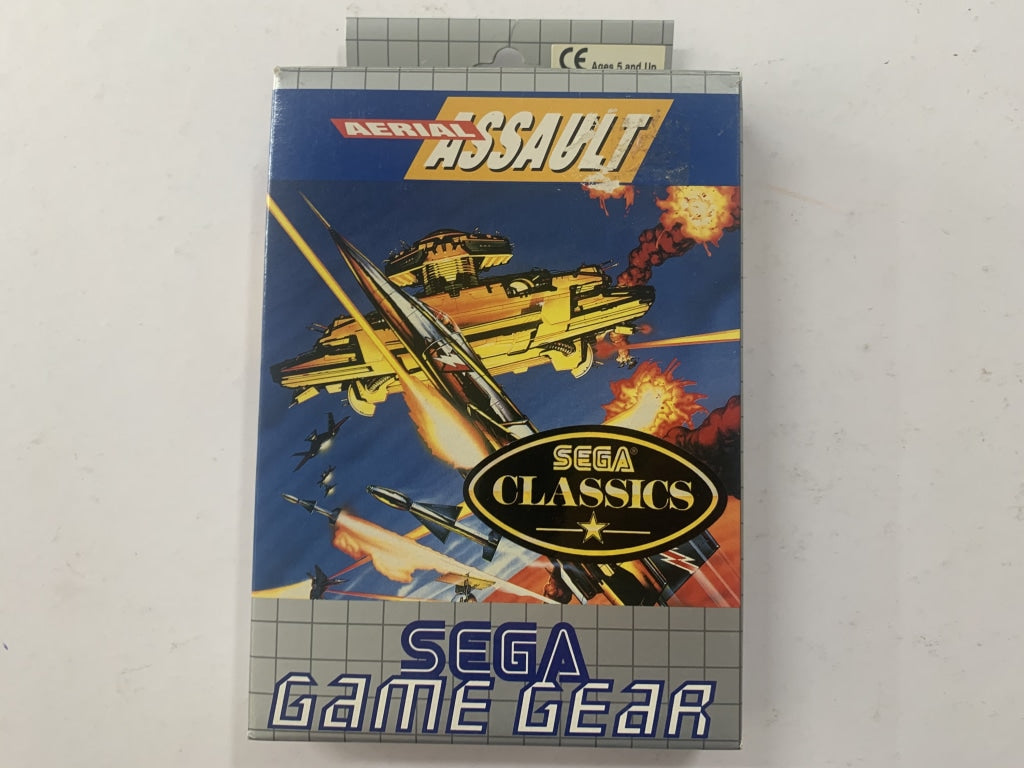 CE Ages 5 and Up
AERIAL ASSAULT
SEGA®
CLASSICS
SEGA
GAME GEAR